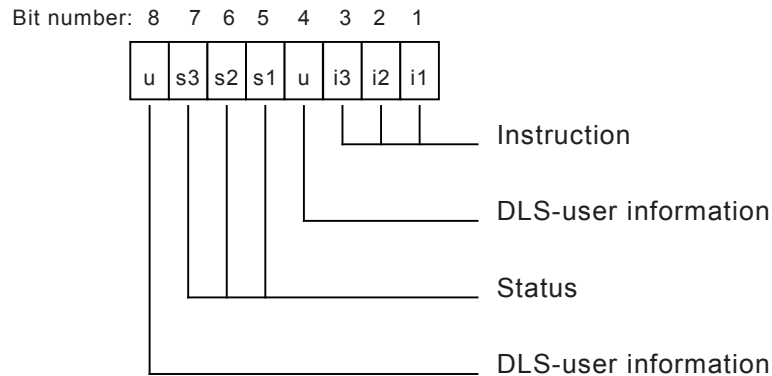 Bit number: 8 7 6 5 4 3 2 1
u s3 s2 s1 u i3 i2 i1
Instruction
DLS-user information
Status
DLS-user information